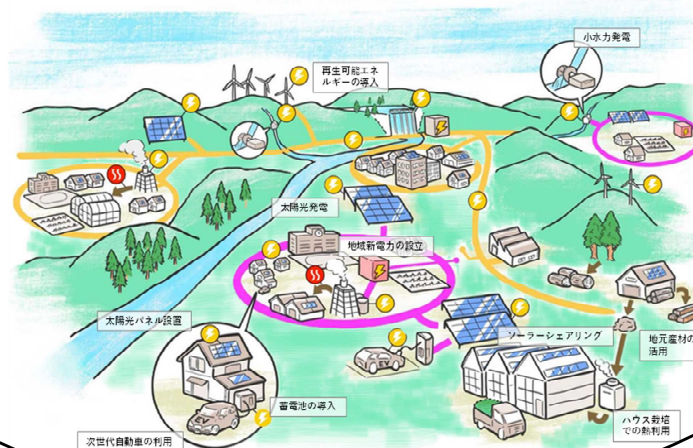 小水力発電
再生可能エネ
ルギーの導入
太陽光発電
地域新電力の設立
太陽光パネル設置
ソーラーシェアリング
地元産材の
活用
蓄電池の導入
ハウス栽培
での熱利用
次世代自動車の利用